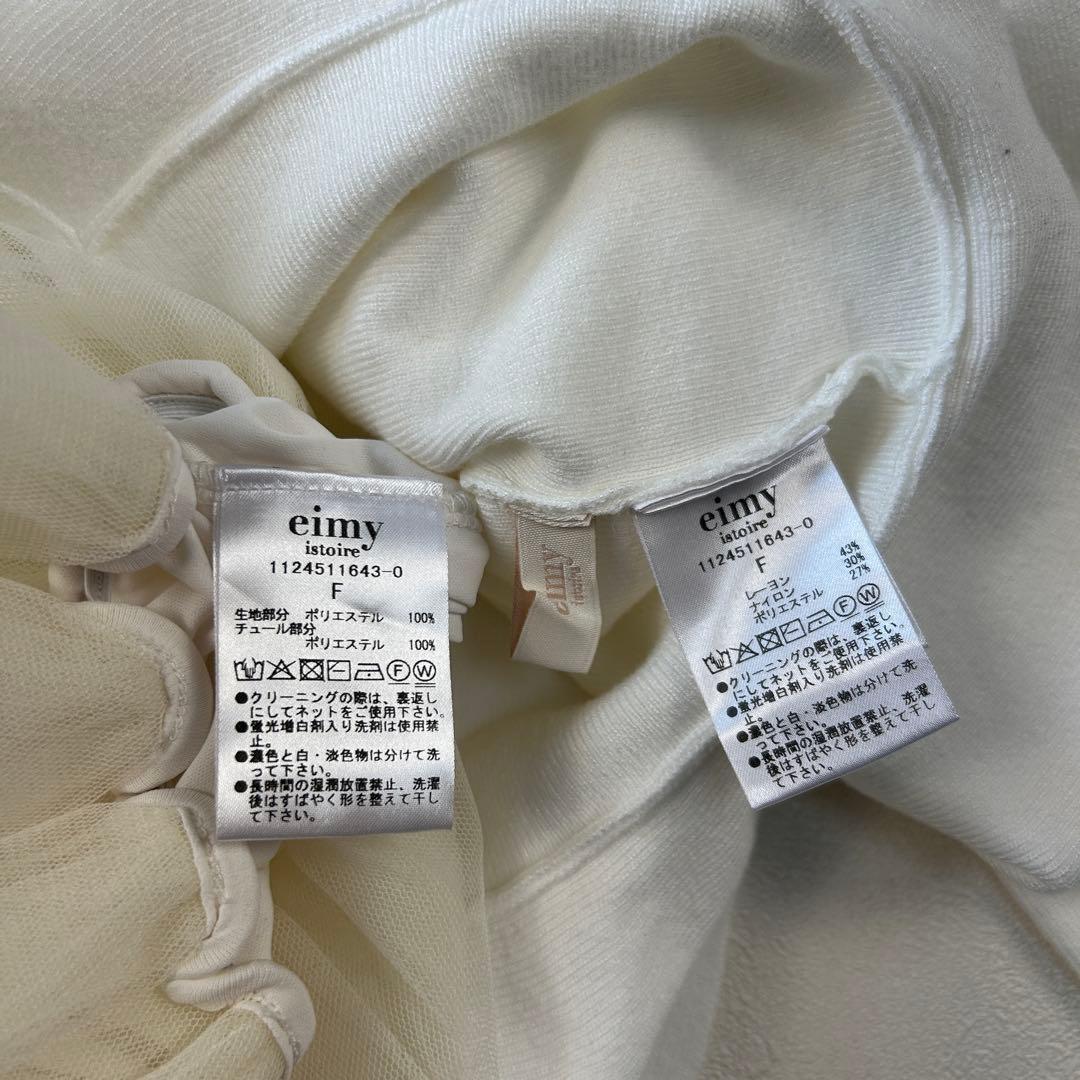 eimy
istoire
1124511643-0
F
生地部分 ポリエステル 100%
チュール部分
ポリエステル 100%
●クリーニングの際は、裏返し
にしてネットをご使用下さい。
●蛍光増白剤入り洗剤は使用禁
止。
●濃色と白・淡色物は分けて洗
って下さい。
●長時間の湿潤放置禁止、洗濯
後はすばやく形を整えて干し
て下さい。
eimy
istoire
eimy
istoire
1124511643-0
F
レーヨン 43%
ナイロン 30%
ポリエステル 27%
●クリーニングの際は、裏返し
にしてネットをご使用下さい。
●蛍光増白剤入り洗剤は使用禁
止。
●濃色と白・淡色物は分けて洗
って下さい。
●長時間の湿潤放置禁止、洗濯
後はすばやく形を整えて干し
て下さい。